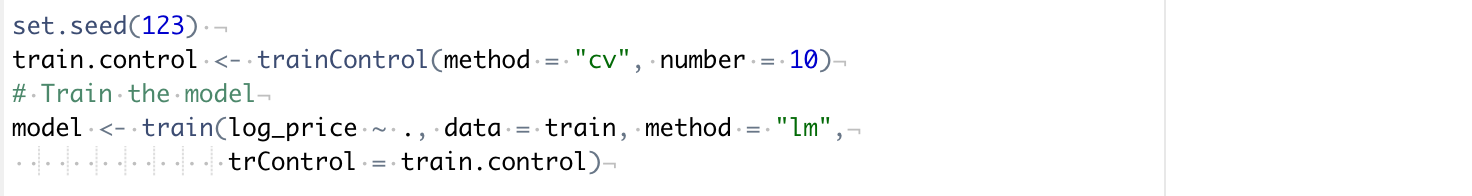 set.seed(123)
train.control <- trainControl(method = "cv", number = 10)
# Train the model
model <- train(log_price ~ ., data = train, method = "lm",
               trControl = train.control)